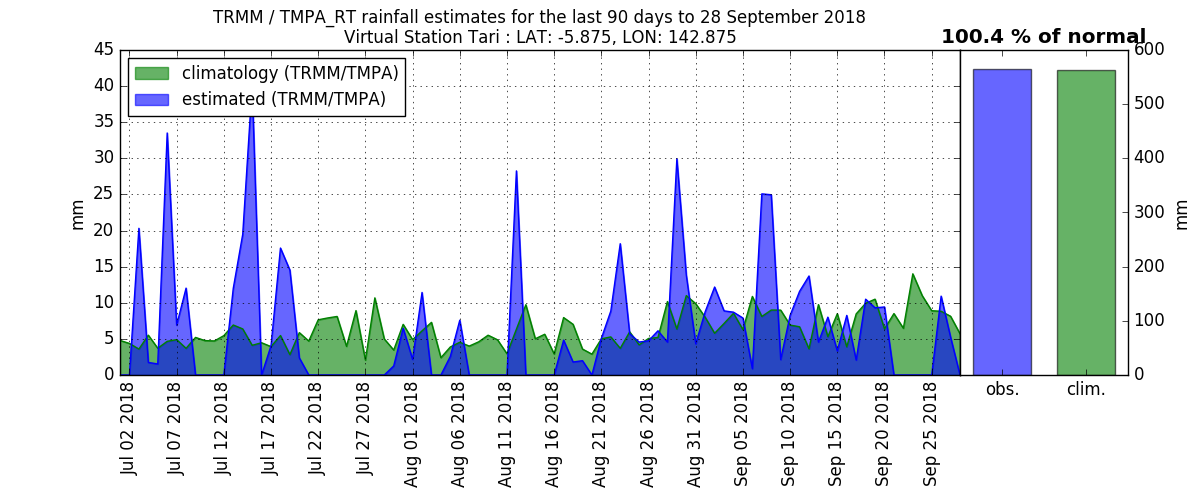 TRMM / TMPA_RT rainfall estimates for the last 90 days to 28 September 2018
Virtual Station Tari : LAT: -5.875, LON: 142.875
100.4 % of normal
climatology (TRMM/TMPA)
estimated (TRMM/TMPA)
45
40
35
30
25
20
15
10
5
0
mm
Jul 02 2018
Jul 07 2018
Jul 12 2018
Jul 17 2018
Jul 22 2018
Jul 27 2018
Aug 01 2018
Aug 06 2018
Aug 11 2018
Aug 16 2018
Aug 21 2018
Aug 26 2018
Aug 31 2018
Sep 05 2018
Sep 10 2018
Sep 15 2018
Sep 20 2018
Sep 25 2018
obs.
clim.
600
500
400
300
200
100
0
mm